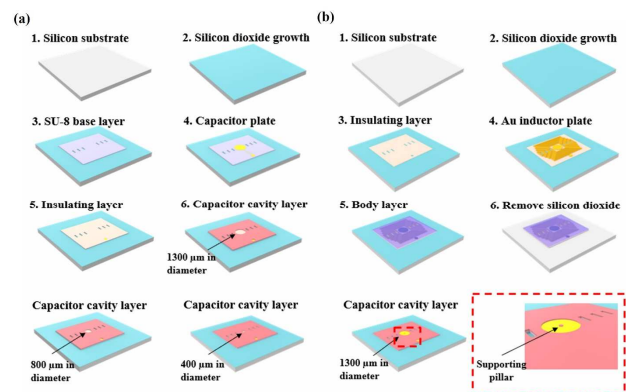 (a)
1. Silicon substrate
2. Silicon dioxide growth
3. SU-8 base layer
4. Capacitor plate
5. Insulating layer
6. Capacitor cavity layer
1300 µm in
diameter
Capacitor cavity layer
Capacitor cavity layer
800 µm in
diameter
400 µm in
diameter
(b)
1. Silicon substrate
2. Silicon dioxide growth
3. Insulating layer
4. Au inductor plate
5. Body layer
6. Remove silicon dioxide
Capacitor cavity layer
1300 µm in
diameter
Supporting
pillar